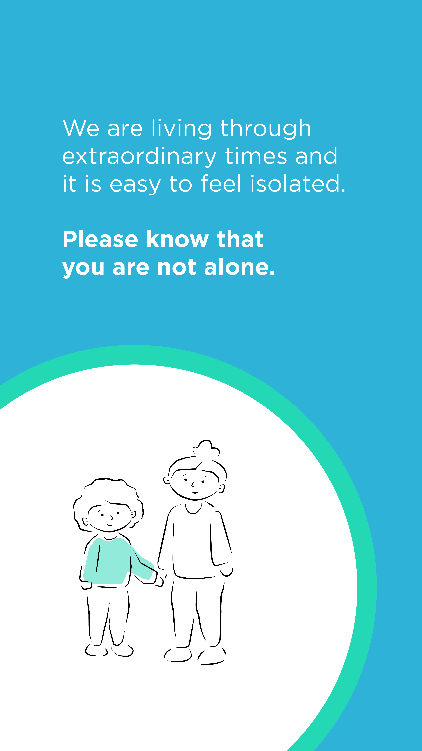 We are living through
extraordinary times and
it is easy to feel isolated.
Please know that
you are not alone.